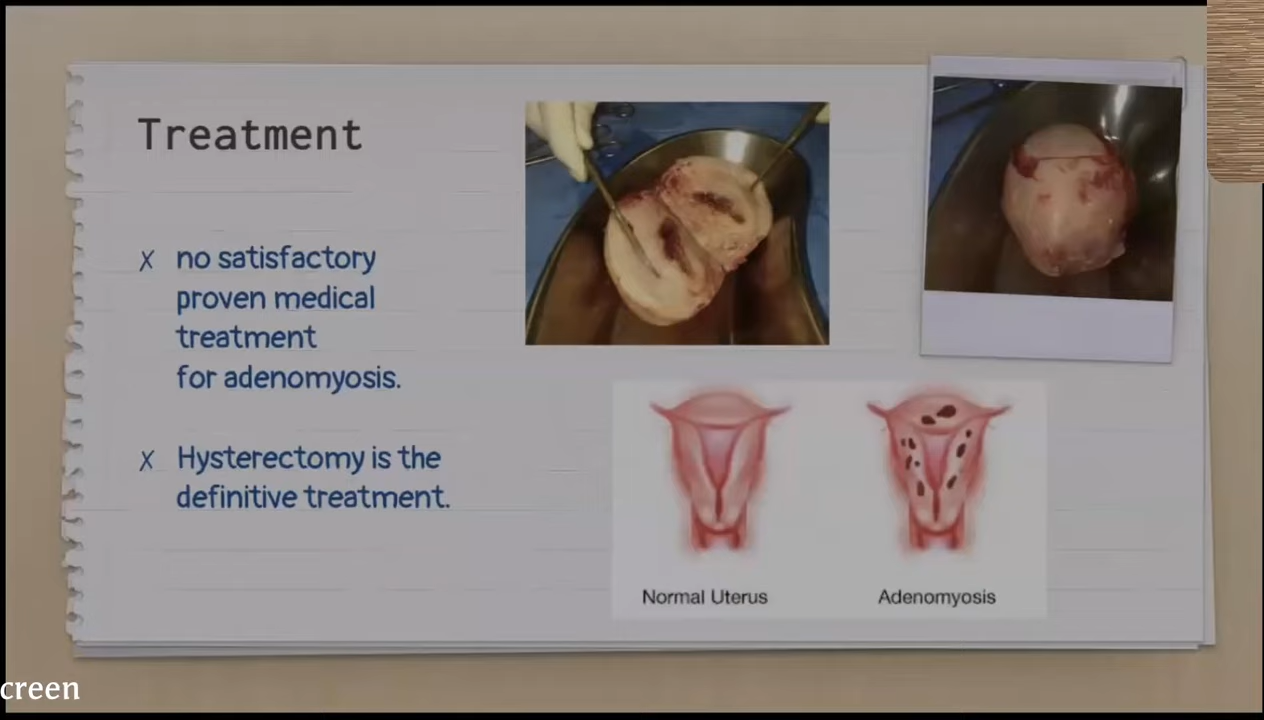 Treatment
x no satisfactory
proven medical
treatment
for adenomyosis.
x Hysterectomy is the
definitive treatment.
Normal Uterus
Adenomyosis
creen